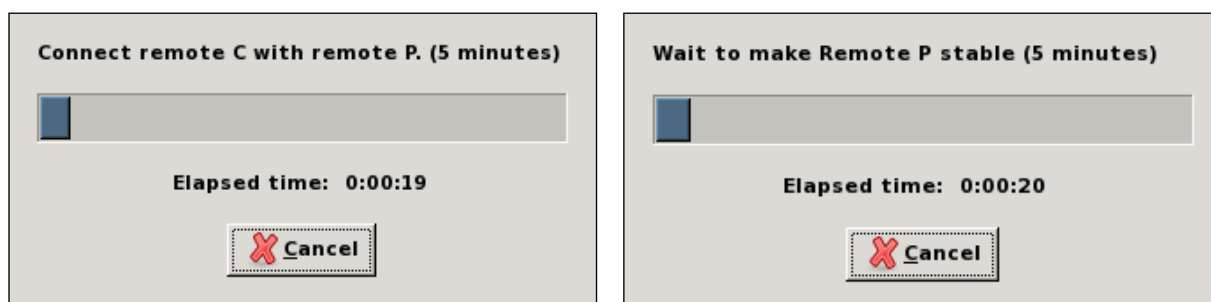 Connect remote C with remote P. (5 minutes)
Elapsed time: 0:00:19
Cancel
Wait to make Remote P stable (5 minutes)
Elapsed time: 0:00:20
Cancel